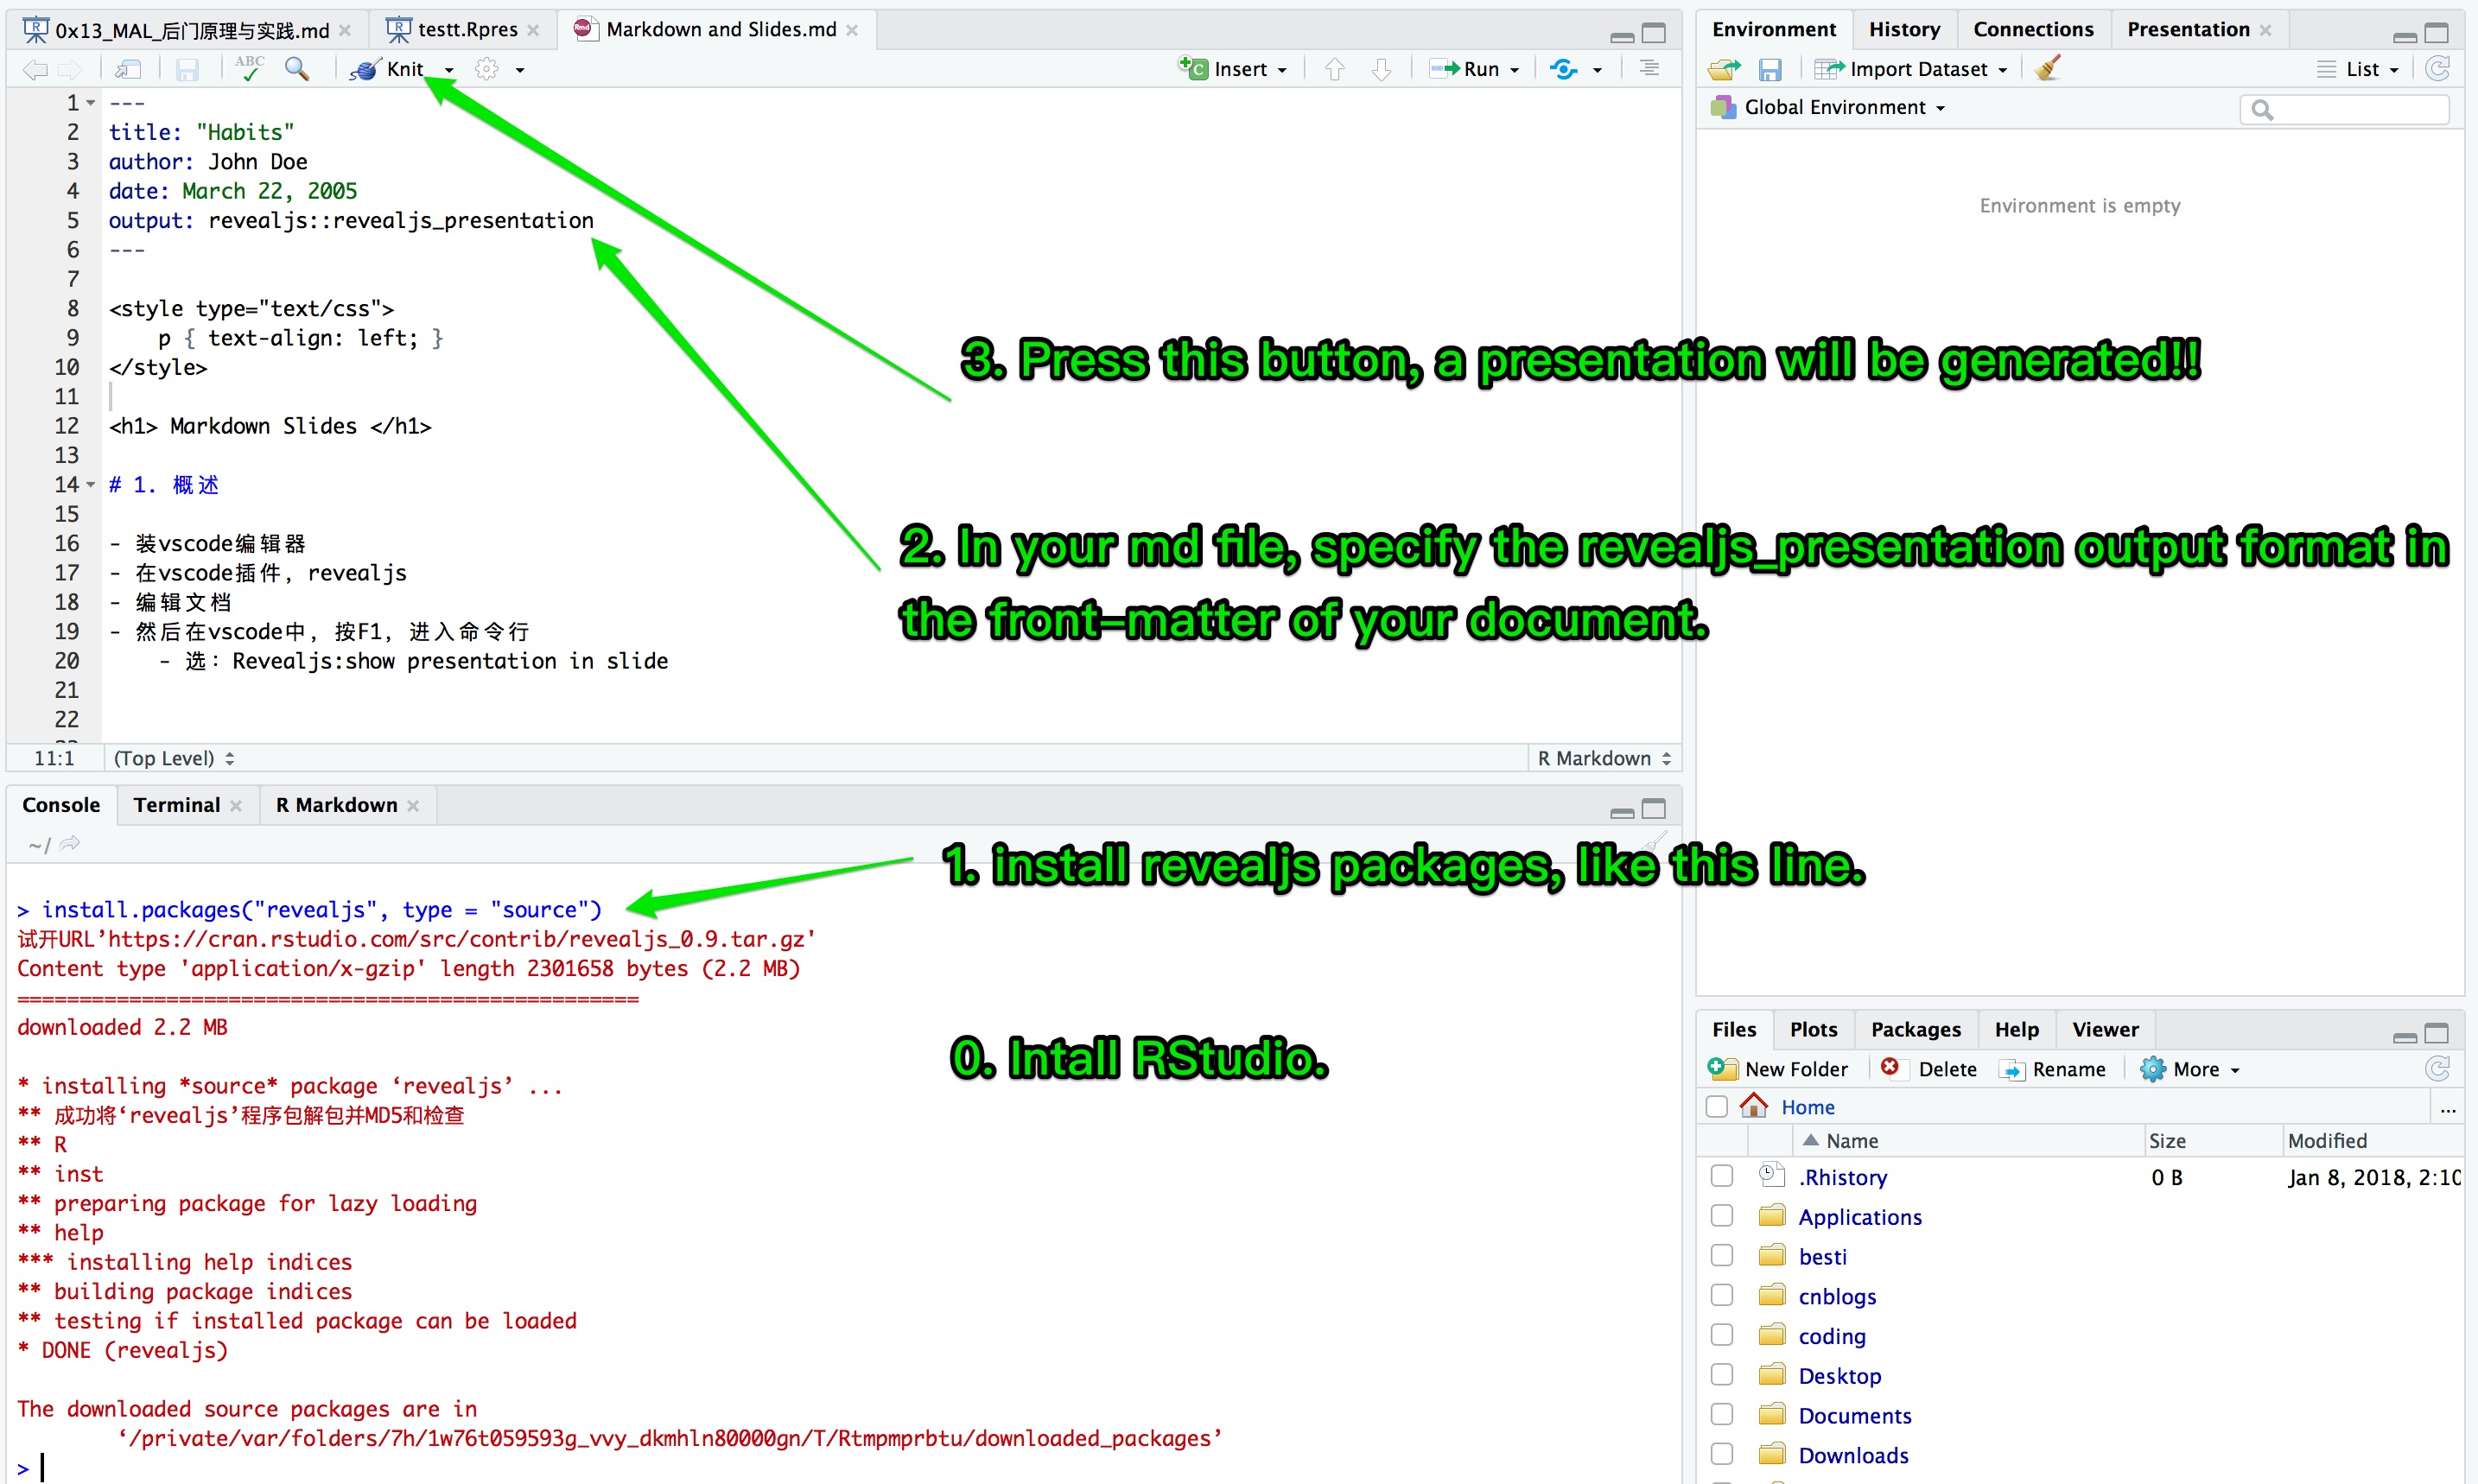 0x13_MAL_后门原理与实践.md
testt.Rpres
Markdown and Slides.md
ABC
Knit
Insert
Run
1 ---
2 title: "Habits"
3 author: John Doe
4 date: March 22, 2005
5 output: revealjs::revealjs_presentation
6 ---
7
8 <style type="text/css">
9 p { text-align: left; }
10 </style>
11
12 <h1> Markdown Slides </h1>
13
14 # 1. 概述
15
16 - 装vscode编辑器
17 - 在vscode插件，revealjs
18 - 编辑文档
19 - 然后在vscode中，按F1，进入命令行
20 - 选：Revealjs:show presentation in slide
21
22
3. Press this button, a presentation will be generated!!
2. In your md file, specify the revealjs_presentation output format in
the front-matter of your document.
11:1
(Top Level)
R Markdown
Console
Terminal
R Markdown
~/
1. install revealjs packages, like this line.
> install.packages("revealjs", type = "source")
试开URL’https://cran.rstudio.com/src/contrib/revealjs_0.9.tar.gz'
Content type 'application/x-gzip' length 2301658 bytes (2.2 MB)
==================================================
downloaded 2.2 MB
0. Intall RStudio.
* installing *source* package ‘revealjs’ ...
** 成功将‘revealjs’程序包解包并MD5和检查
** R
** inst
** preparing package for lazy loading
** help
*** installing help indices
** building package indices
** testing if installed package can be loaded
* DONE (revealjs)
The downloaded source packages are in
‘/private/var/folders/7h/1w76t059593g_vvy_dkmhln80000gn/T/Rtmpmprbtu/downloaded_packages’
>
Environment
History
Connections
Presentation
Import Dataset
List
Global Environment
Environment is empty
Files
Plots
Packages
Help
Viewer
New Folder
Delete
Rename
More
Home
...
Name
Size
Modified
.Rhistory
0 B
Jan 8, 2018, 2:10
Applications
besti
cnblogs
coding
Desktop
Documents
Downloads